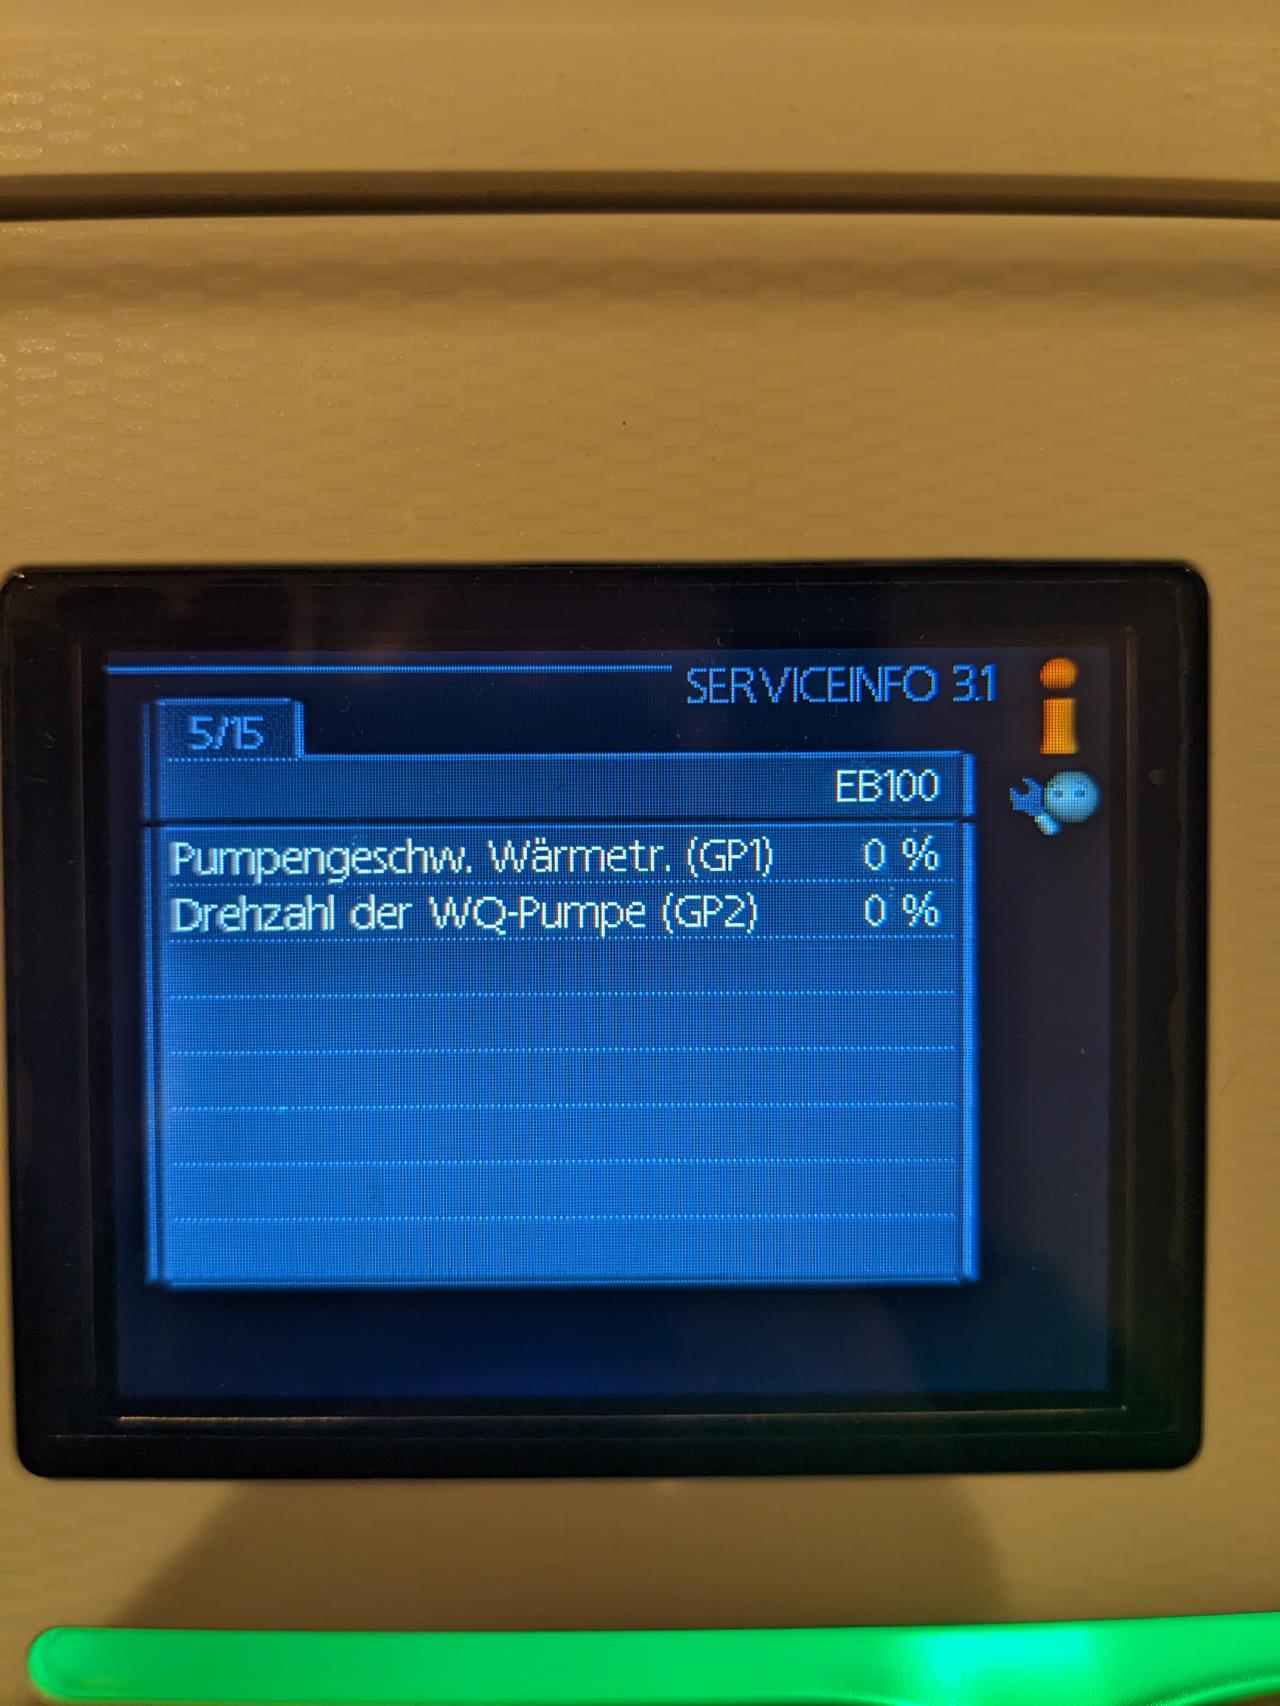 SERVICEINFO 3.1
5/15
EB100
Pumpengeschw. Wärmetr. (GP1) 0 %
Drehzahl der WQ-Pumpe (GP2) 0 %